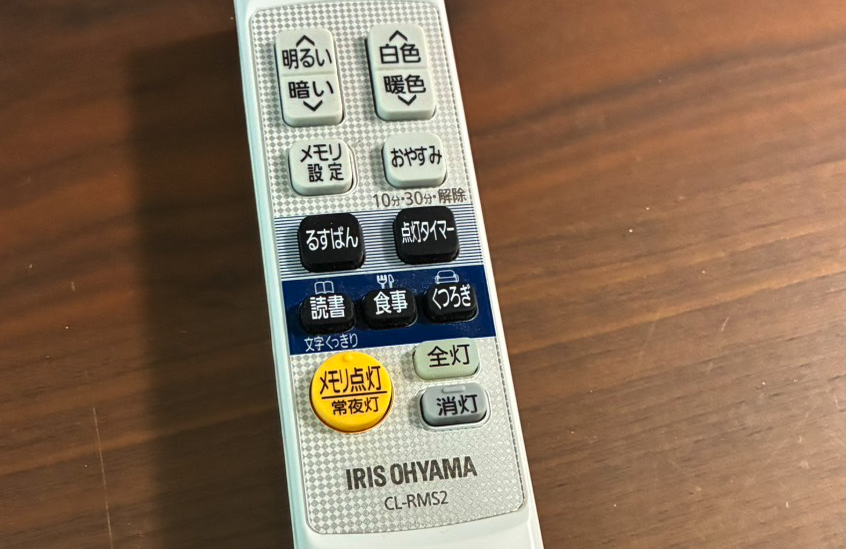 明るい 白色
暗い 暖色
メモリ設定 おやすみ
10分・30分・解除
るすばん 点灯タイマー
読書 食事 くつろぎ
文字くっきり
全灯
メモリ点灯
常夜灯
消灯
IRIS OHYAMA
CL-RMS2